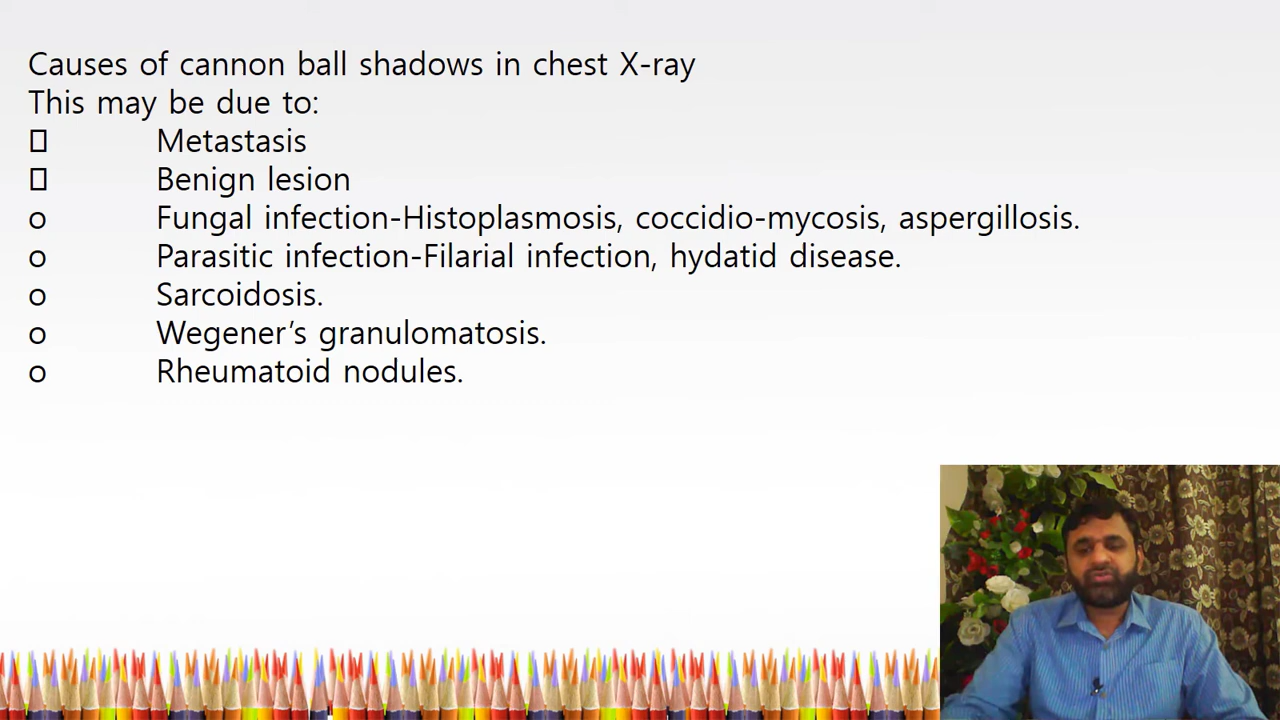 Causes of cannon ball shadows in chest X-ray
This may be due to:
▯ Metastasis
▯ Benign lesion
o Fungal infection-Histoplasmosis, coccidio-mycosis, aspergillosis.
o Parasitic infection-Filarial infection, hydatid disease.
o Sarcoidosis.
o Wegener’s granulomatosis.
o Rheumatoid nodules.